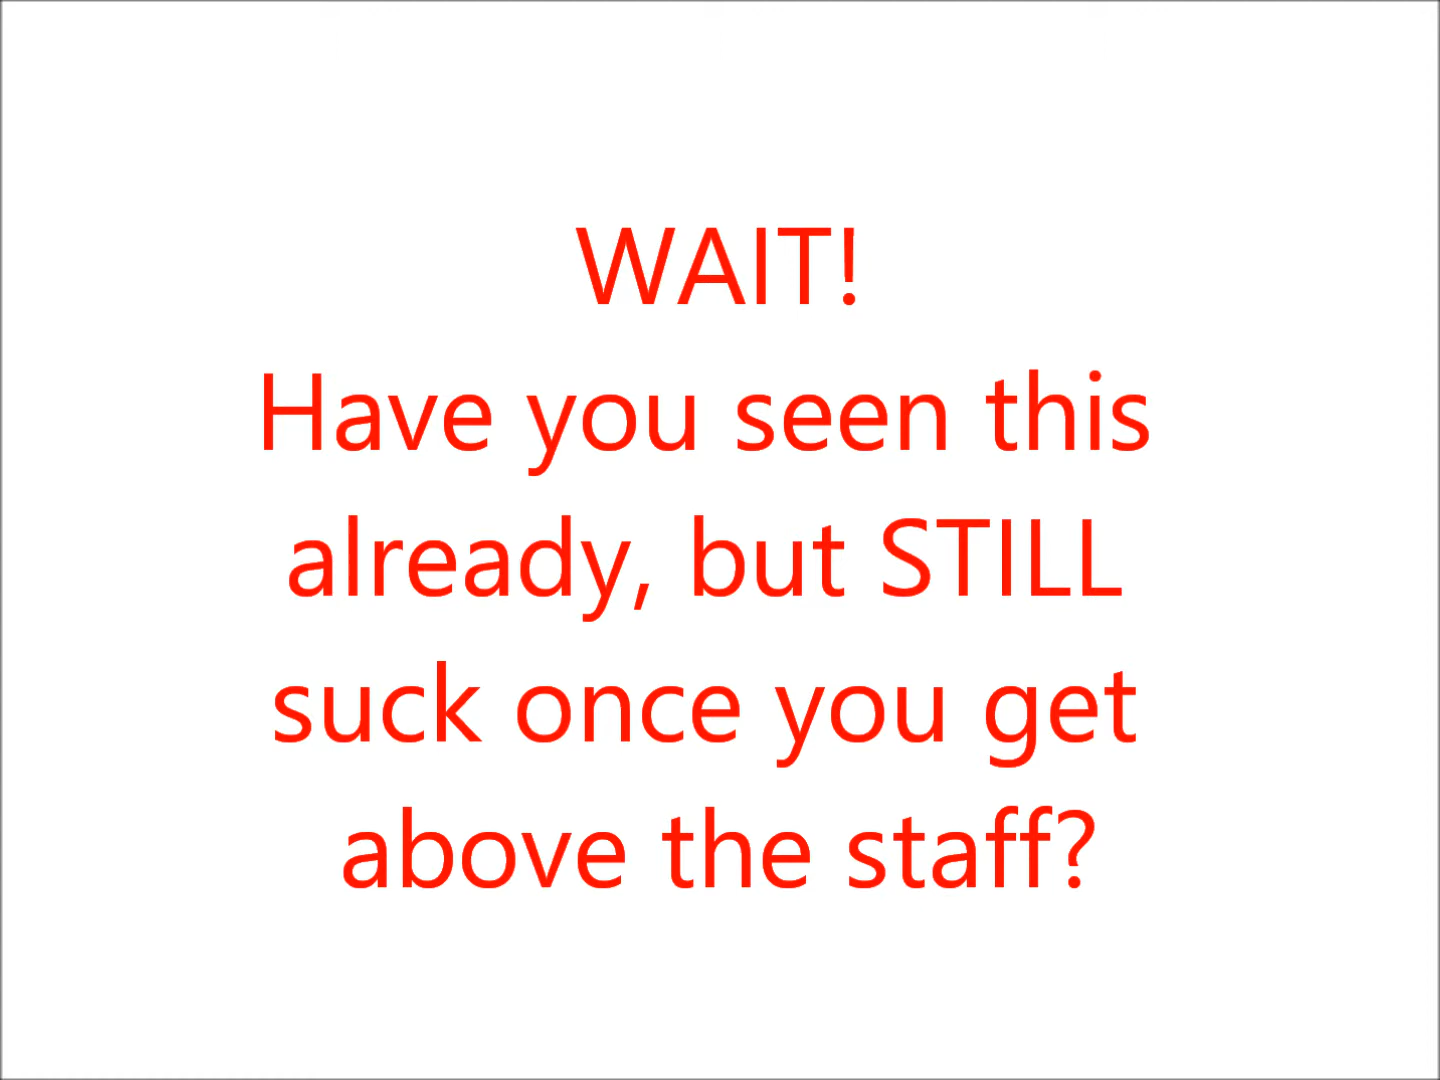 WAIT!
Have you seen this
already, but STILL
suck once you get
above the staff?